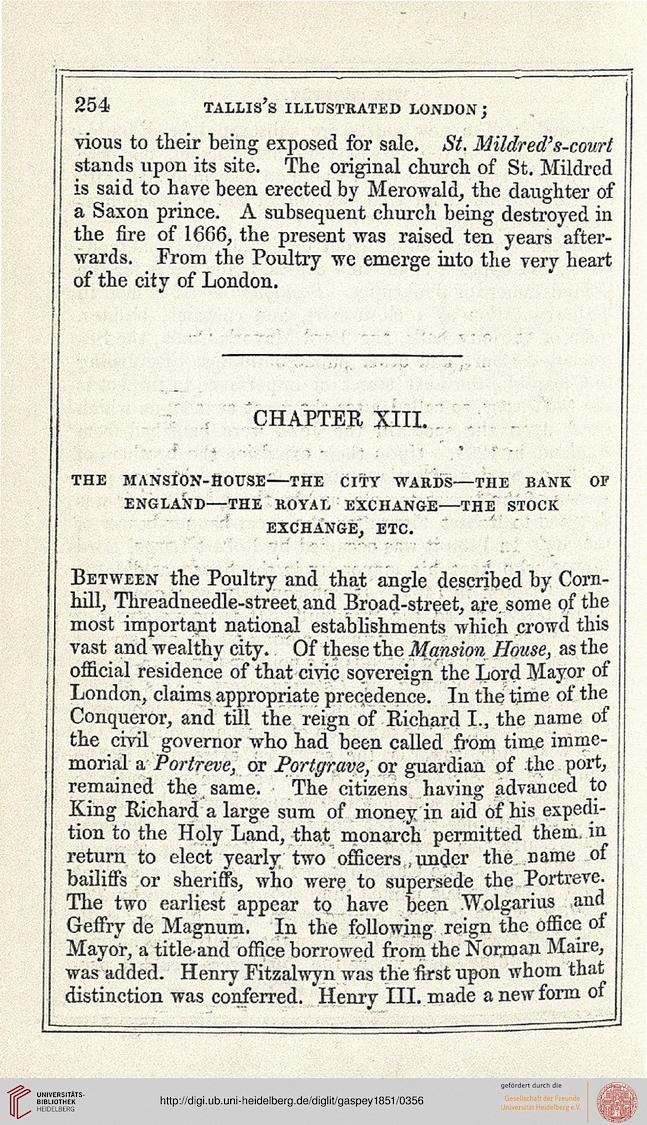 254 TALLIS'S ILLUSTRATED LONDON;
vious to their being exposed for sale. St. Mildred's-court
stands upon its site. The original church of St. Mildred
is said to have been erected by Merowald, the daughter of
a Saxon prince. A subsequent church being destroyed in
the fire of 1666, the present was raised ten years after-
wards. From the Poultry we emerge into the very heart
of the city of London.
CHAPTER XIII.
THE MANSION-HOUSE—THE CITY WARDS—THE BANK OF
ENGLAND—THE ROYAL EXCHANGE—THE STOCK
EXCHANGE, ETC.
BETWEEN the Poultry and that angle described by Corn-
hill, Threadneedle-street and Broad-street, are some of the
most important national establishments which crowd this
vast and wealthy city. Of these the Mansion House, as the
official residence of that civic sovereign the Lord Mayor of
London, claims appropriate precedence. In the time of the
Conqueror, and till the reign of Richard I., the name of
the civil governor who had been called from time imme-
morial a Portreve, or Portgrave, or guardian of the port,
remained the same. The citizens having advanced to
King Richard a large sum of money in aid of his expedi-
tion to the Holy Land, that monarch permitted them in
return to elect yearly two officers, under the name of
bailiffs or sheriffs, who were to supersede the Portreve.
The two earliest appear to have been Wolgarius and
Geffry de Magnum. In the following reign the office of
Mayor, a title and office borrowed from the Norman Maire,
was added. Henry Fitzalwyn was the first upon whom that
distinction was conferred. Henry III. made a new form of
UNIVERSITÄTS-
BIBLIOTHEK
HEIDELBERG
http://digi.ub.uni-heidelberg.de/diglit/gaspey1851/0356
gefördert durch die
Gesellschaft der Freunde
Universität Heidelberg e.V.